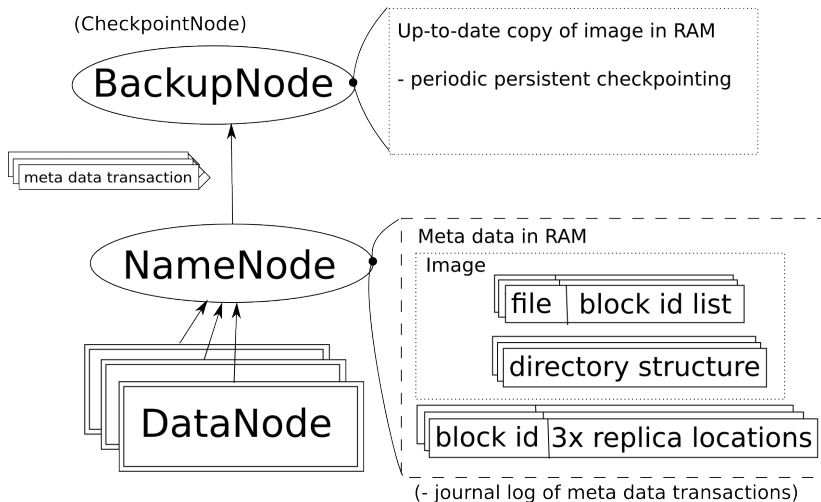 (CheckpointNode)
BackupNode
Up-to-date copy of image in RAM
- periodic persistent checkpointing
meta data transaction
NameNode
Meta data in RAM
Image
file block id list
directory structure
block id 3x replica locations
DataNode
(- journal log of meta data transactions)